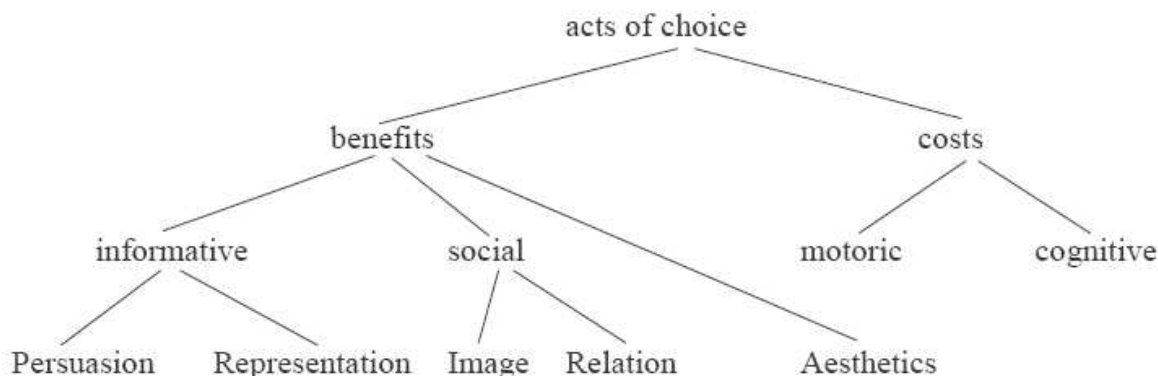 acts of choice
benefits costs
informative social motoric cognitive
Persuasion Representation Image Relation Aesthetics